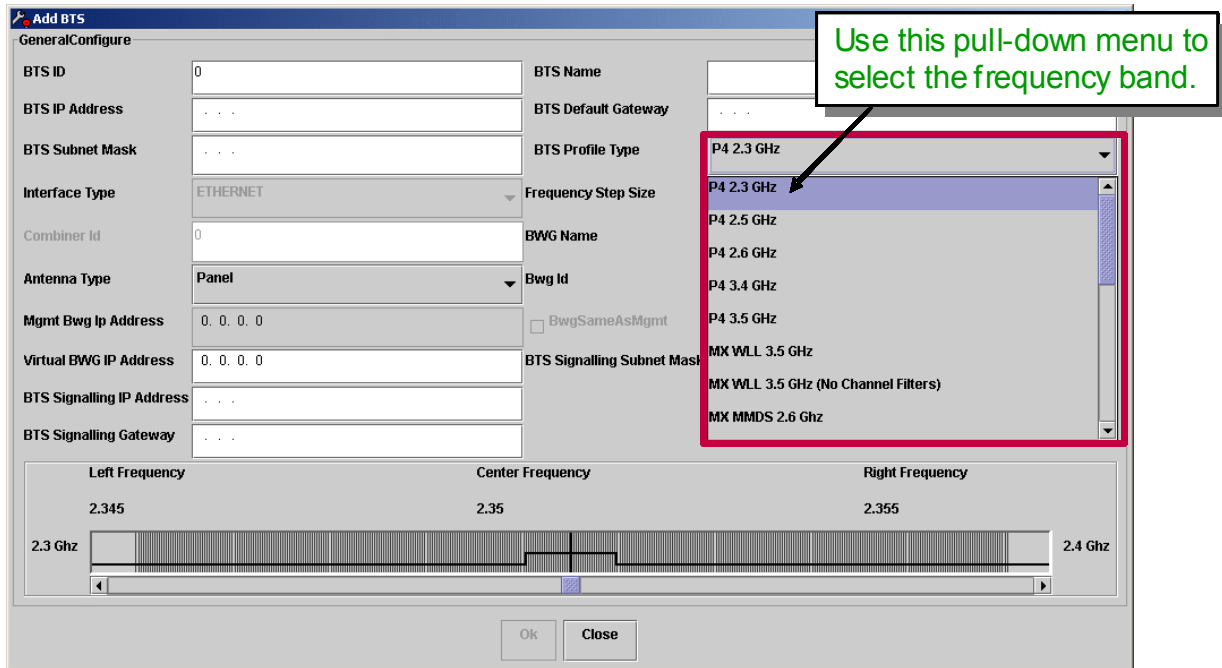 Add BTS
Use this pull-down menu to
select the frequency band.
GeneralConfigure
BTS ID 0 BTS Name
BTS IP Address . . . BTS Default Gateway . . .
BTS Subnet Mask . . . BTS Profile Type P4 2.3 GHz
Interface Type ETHERNET Frequency Step Size P4 2.3 GHz
P4 2.5 GHz
Combiner Id 0 BWG Name
P4 2.6 GHz
Antenna Type Panel Bwg Id P4 3.4 GHz
Mgmt Bwg Ip Address 0. 0. 0. 0 BwgSameAsMgmt P4 3.5 GHz
Virtual BWG IP Address 0. 0. 0. 0 BTS Signalling Subnet Mask MX WLL 3.5 GHz
MX WLL 3.5 GHz (No Channel Filters)
BTS Signalling IP Address . . .
MX MMDS 2.6 Ghz
BTS Signalling Gateway . . .
Left Frequency Center Frequency Right Frequency
2.345 2.35 2.355
2.3 Ghz 2.4 Ghz
Ok Close